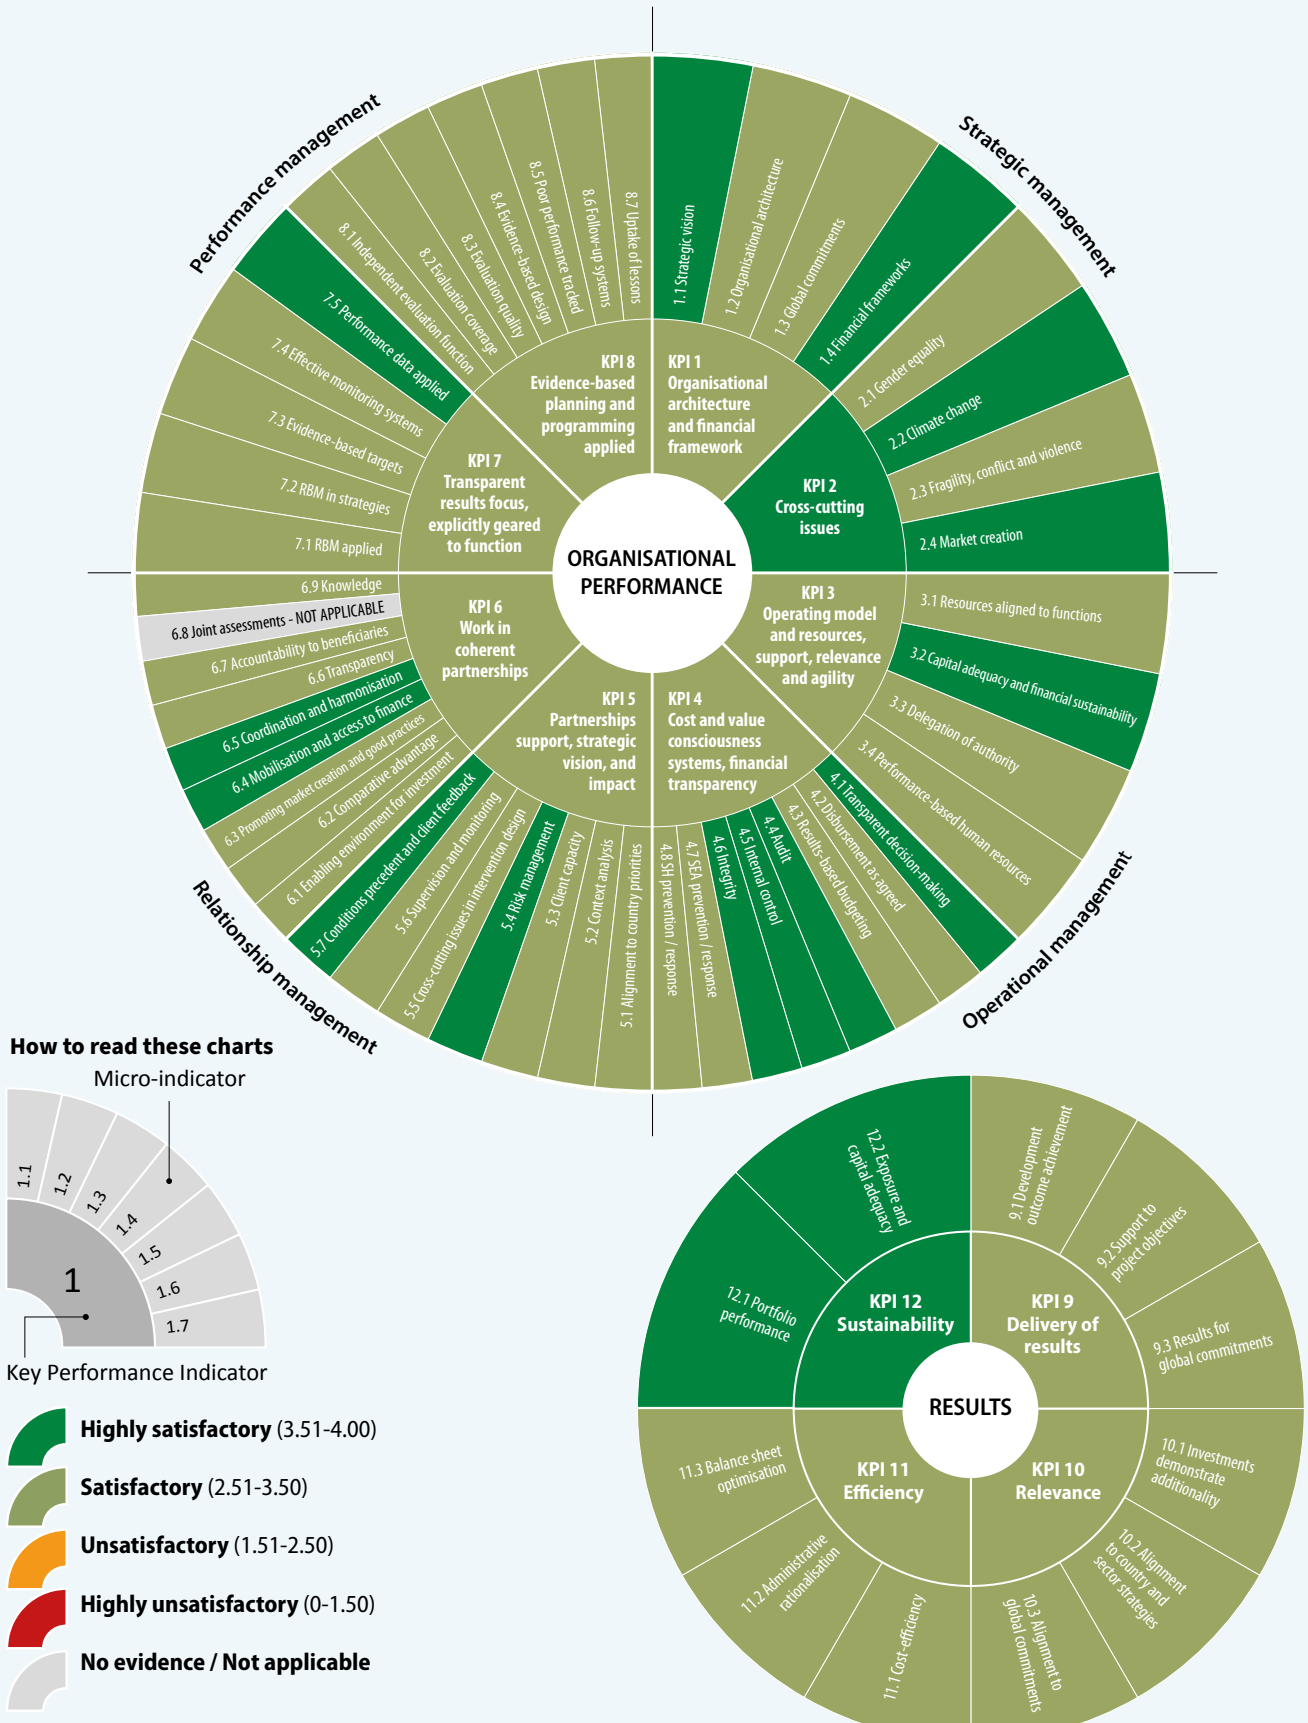 Performance management
Strategic management
Operational management
Relationship management
ORGANISATIONAL
PERFORMANCE
KPI 1
Organisational
architecture
and financial
framework
1.1 Strategic vision
1.2 Organisational architecture
1.3 Global commitments
1.4 Financial frameworks
KPI 2
Cross-cutting
issues
2.1 Gender equality
2.2 Climate change
2.3 Fragility, conflict and violence
2.4 Market creation
KPI 3
Operating model
and resources,
support, relevance
and agility
3.1 Resources aligned to functions
3.2 Capital adequacy and financial sustainability
3.3 Delegation of authority
3.4 Performance-based human resources
KPI 4
Cost and value
consciousness
systems, financial
transparency
4.1 Transparent decision-making
4.2 Disbursement as agreed
4.3 Results-based budgeting
4.4 Audit
4.5 Internal control
4.6 Integrity
4.7 SEA prevention / response
4.8 SH prevention / response
KPI 5
Partnerships
support, strategic
vision, and
impact
5.1 Alignment to country priorities
5.2 Context analysis
5.3 Client capacity
5.4 Risk management
5.5 Cross-cutting issues in intervention design
5.6 Supervision and monitoring
5.7 Conditions precedent and client feedback
KPI 6
Work in
coherent
partnerships
6.1 Enabling environment for investment
6.2 Comparative advantage
6.3 Promoting market creation and good practices
6.4 Mobilisation and access to finance
6.5 Coordination and harmonisation
6.6 Transparency
6.7 Accountability to beneficiaries
6.8 Joint assessments - NOT APPLICABLE
6.9 Knowledge
KPI 7
Transparent
results focus,
explicitly geared
to function
7.1 RBM applied
7.2 RBM in strategies
7.3 Evidence-based targets
7.4 Effective monitoring systems
7.5 Performance data applied
KPI 8
Evidence-based
planning and
programming
applied
8.1 Independent evaluation function
8.2 Evaluation coverage
8.3 Evaluation quality
8.4 Evidence-based design
8.5 Poor performance tracked
8.6 Follow-up systems
8.7 Uptake of lessons
How to read these charts
Micro-indicator
1.1
1.2
1.3
1.4
1.5
1.6
1.7
1
Key Performance Indicator
Highly satisfactory (3.51-4.00)
Satisfactory (2.51-3.50)
Unsatisfactory (1.51-2.50)
Highly unsatisfactory (0-1.50)
No evidence / Not applicable
RESULTS
KPI 9
Delivery of
results
9.1 Development
outcome achievement
9.2 Support to
project objectives
9.3 Results for
global commitments
KPI 10
Relevance
10.1 Investments
demonstrate
additionality
10.2 Alignment
to country and
sector strategies
10.3 Alignment to
global commitments
KPI 11
Efficiency
11.1 Cost-efficiency
11.2 Administrative
rationalisation
11.3 Balance sheet
optimisation
KPI 12
Sustainability
12.1 Portfolio
performance
12.2 Exposure and
capital adequacy